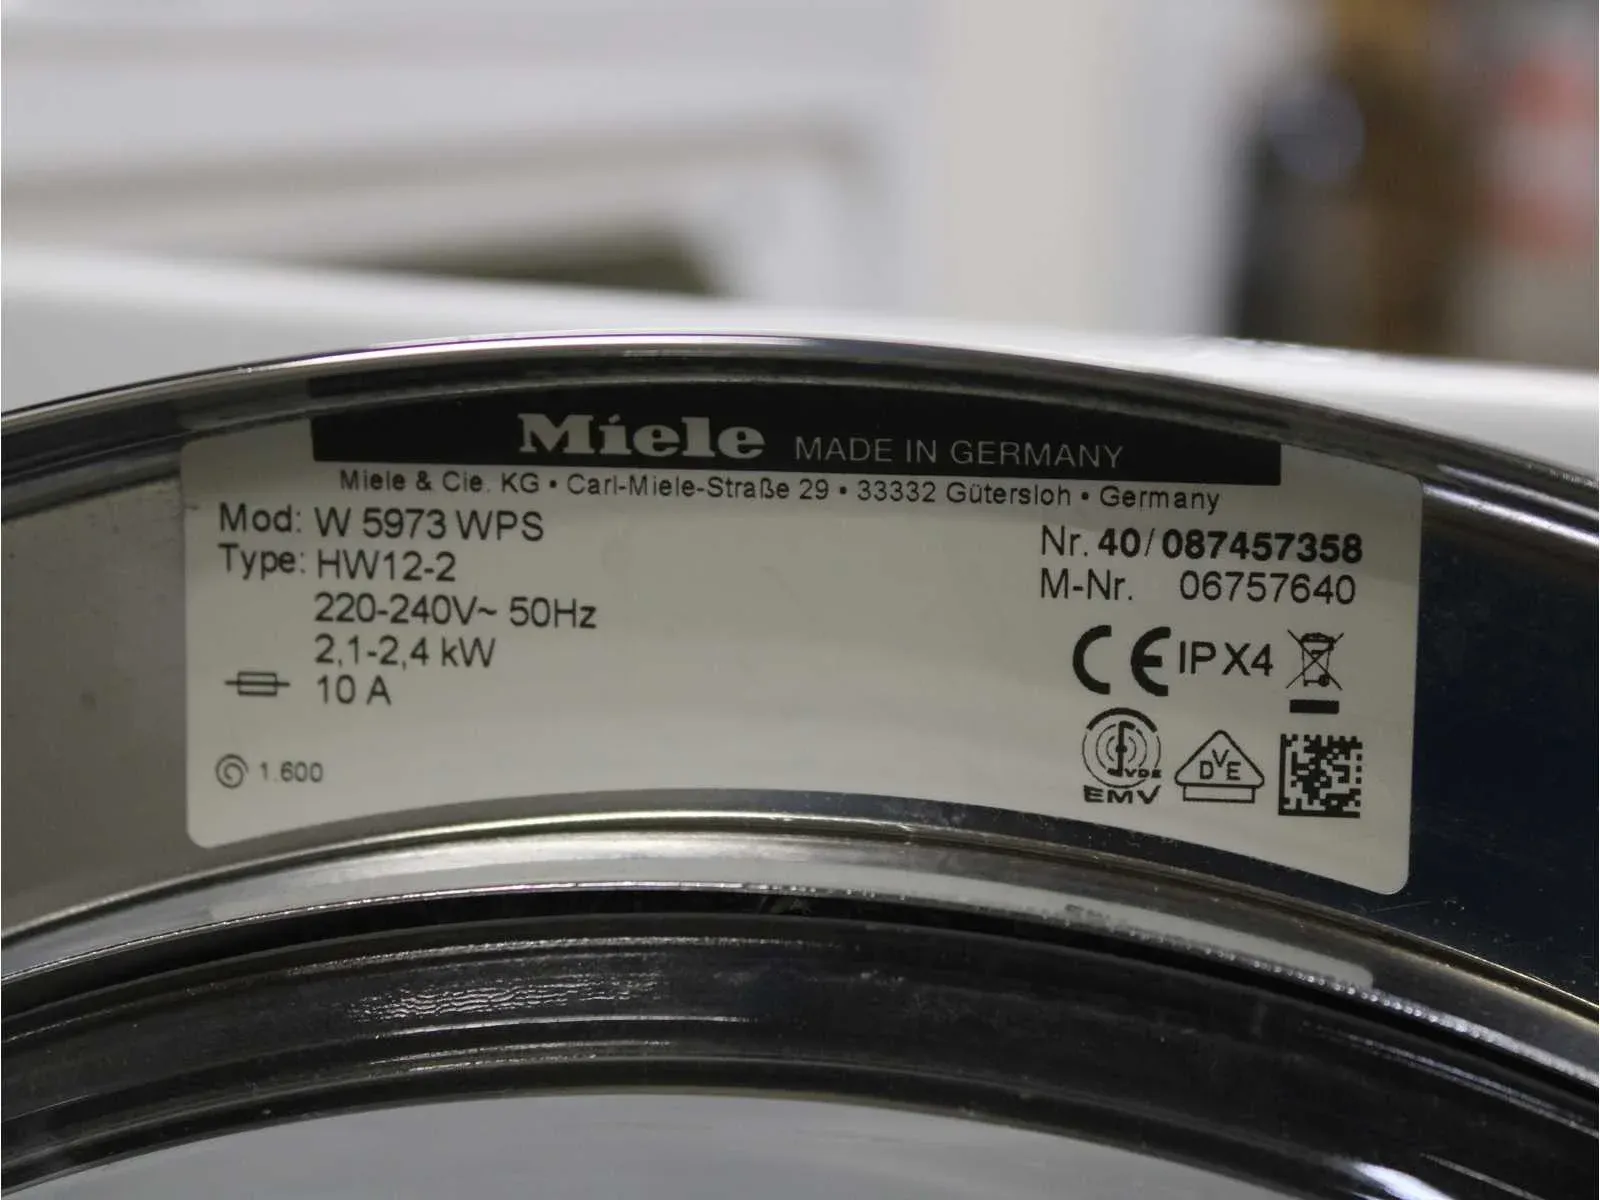 Miele MADE IN GERMANY
Miele & Cie. KG • Carl-Miele-Straße 29 • 33332 Gütersloh • Germany
Mod: W 5973 WPS
Type: HW12-2
220-240V~ 50Hz
2,1-2,4 kW
10 A
1.600
Nr. 40/087457358
M-Nr. 06757640
CE IPX4
VDE
EMV
DVE